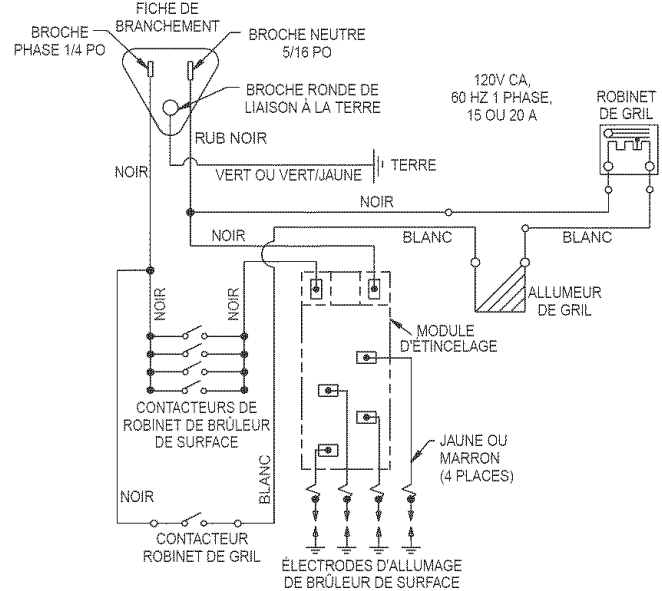 FICHE DE
BRANCHEMENT
BROCHE
PHASE 1/4 PO
BROCHE NEUTRE
5/16 PO
BROCHE RONDE DE
LIAISON À LA TERRE
120V CA,
60 HZ 1 PHASE,
15 OU 20 A
ROBINET
DE GRIL
RUB NOIR
NOIR
TERRE
VERT OU VERT/JAUNE
NOIR
NOIR
BLANC
BLANC
NOIR
NOIR
ALLUMEUR
DE GRIL
MODULE
D'ÉTINCELAGE
CONTACTEURS DE
ROBINET DE BRÛLEUR
DE SURFACE
JAUNE OU
MARRON
(4 PLACES)
BLANC
NOIR
CONTACTEUR
ROBINET DE GRIL
ÉLECTRODES D'ALLUMAGE
DE BRÛLEUR DE SURFACE